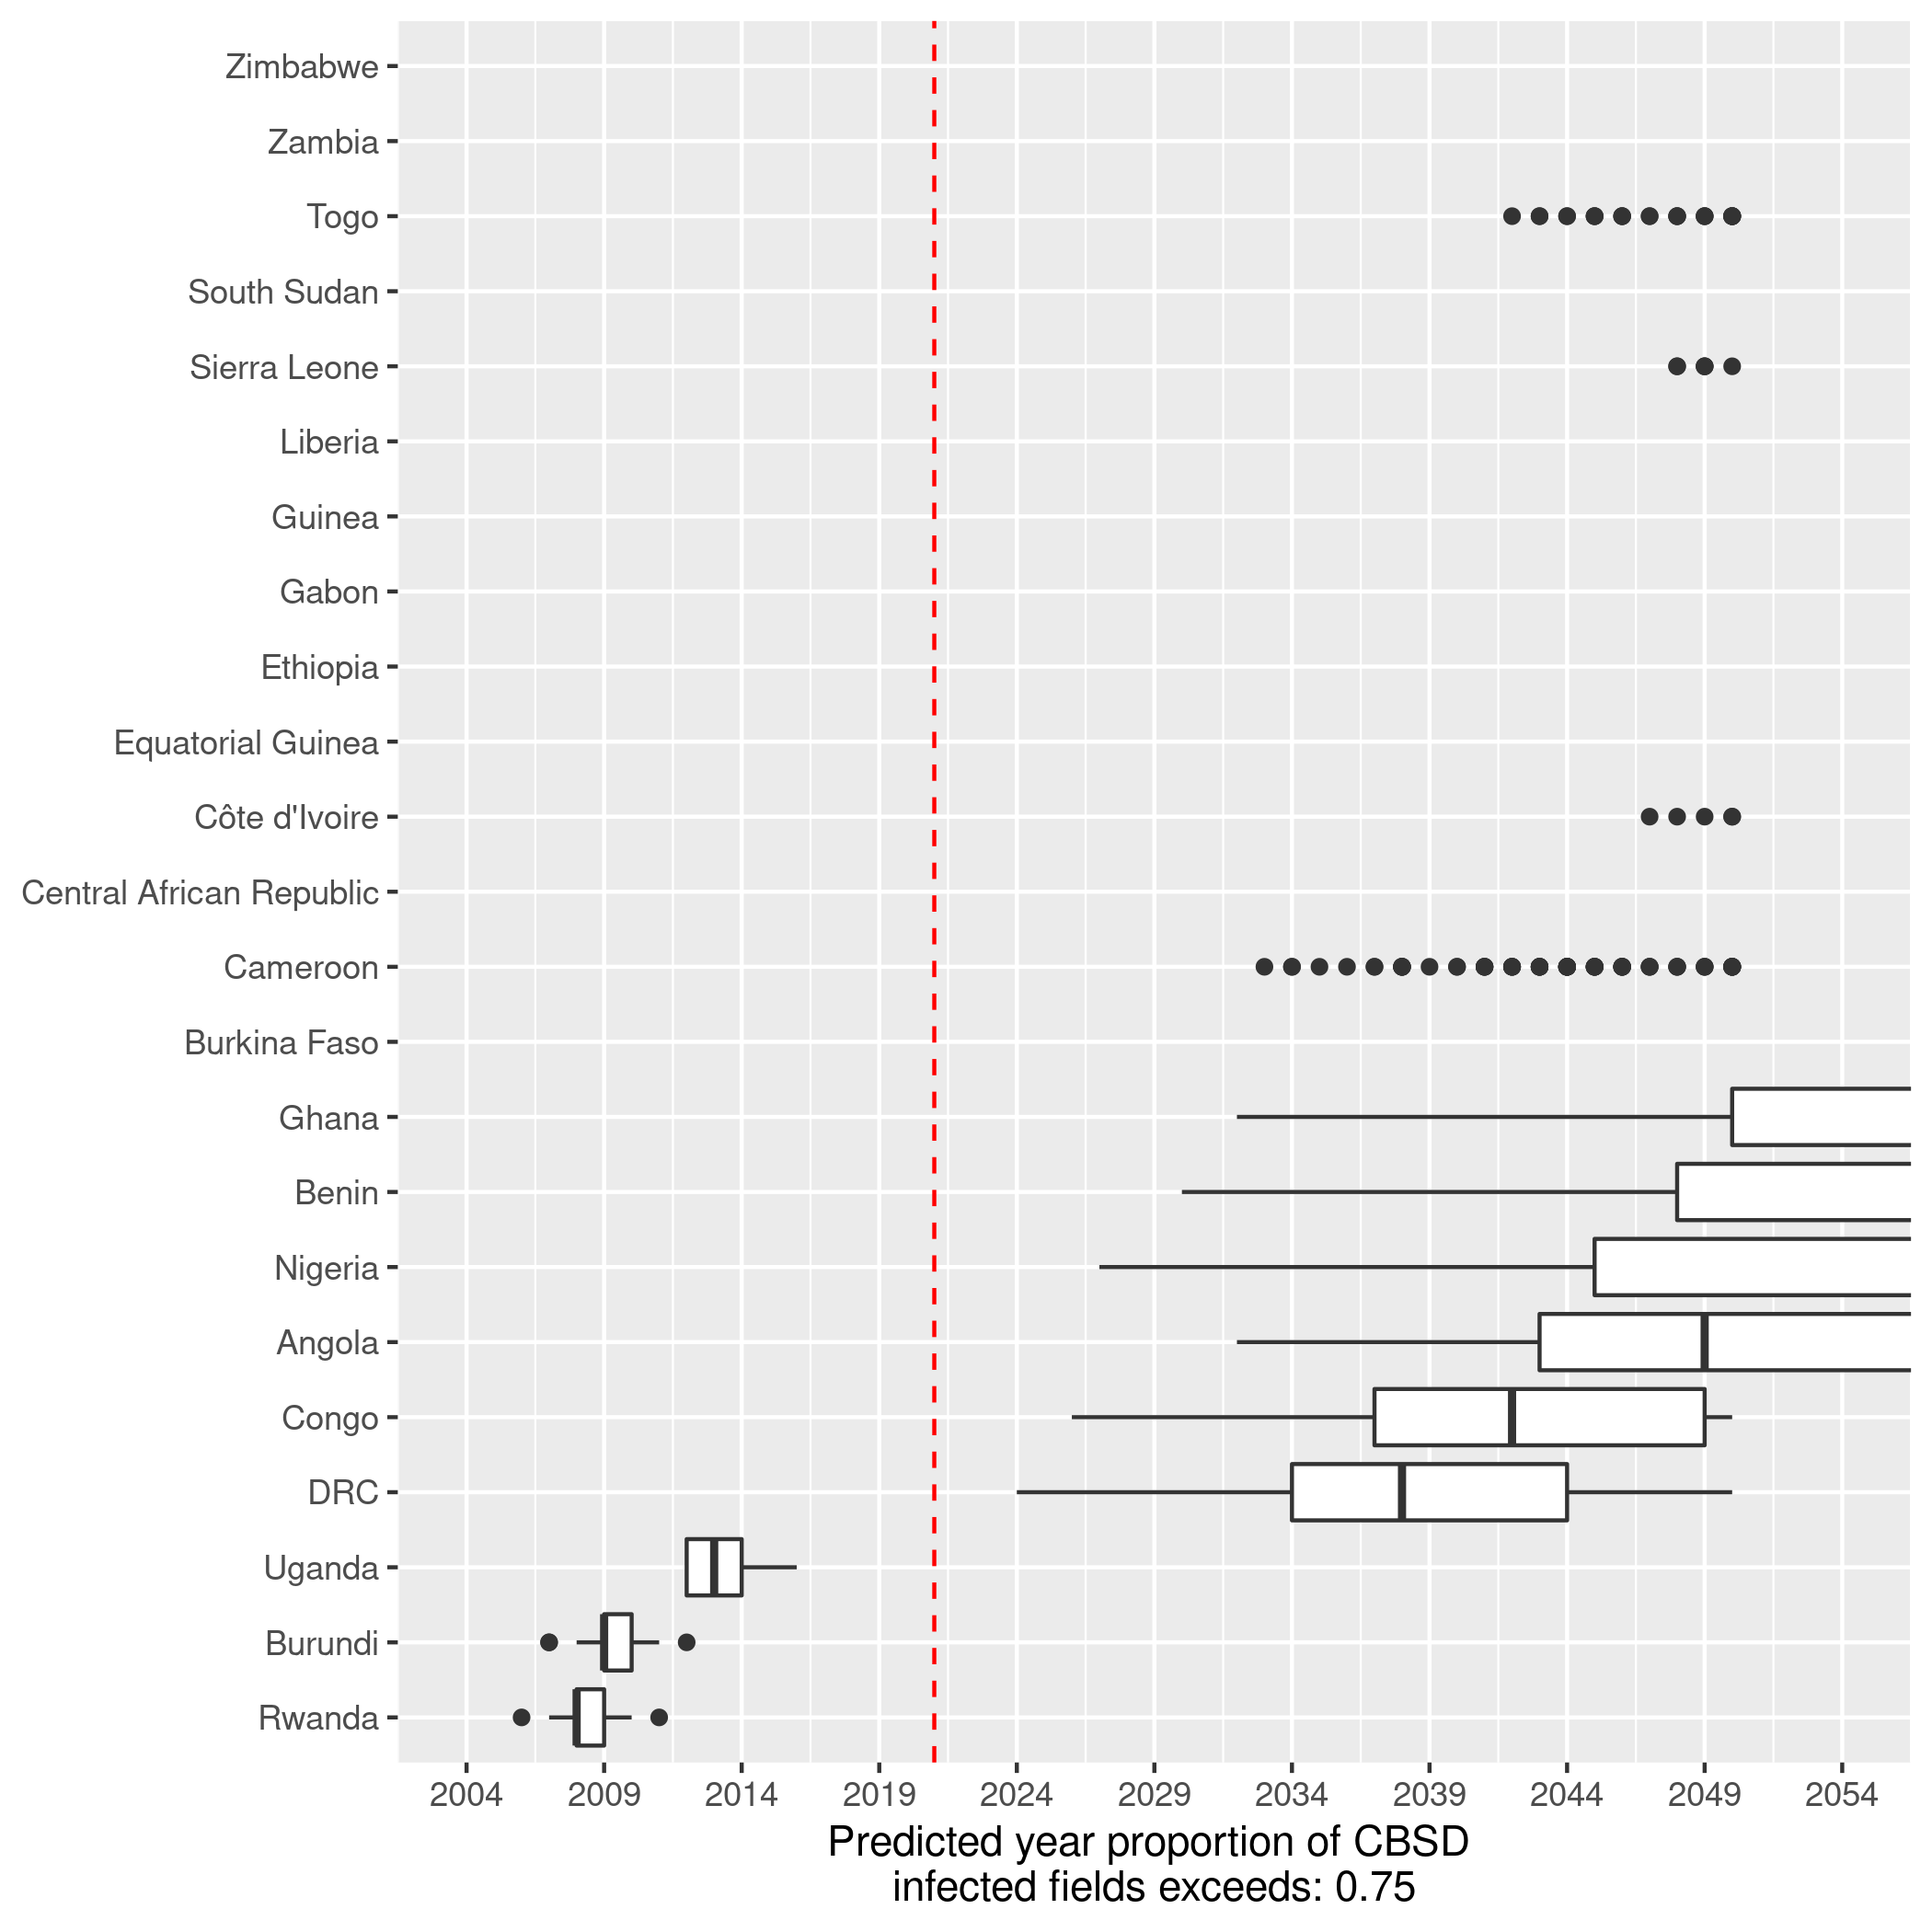 Zimbabwe
Zambia
Togo
South Sudan
Sierra Leone
Liberia
Guinea
Gabon
Ethiopia
Equatorial Guinea
Côte d'Ivoire
Central African Republic
Cameroon
Burkina Faso
Ghana
Benin
Nigeria
Angola
Congo
DRC
Uganda
Burundi
Rwanda
2004 2009 2014 2019 2024 2029 2034 2039 2044 2049 2054
Predicted year proportion of CBSD
infected fields exceeds: 0.75